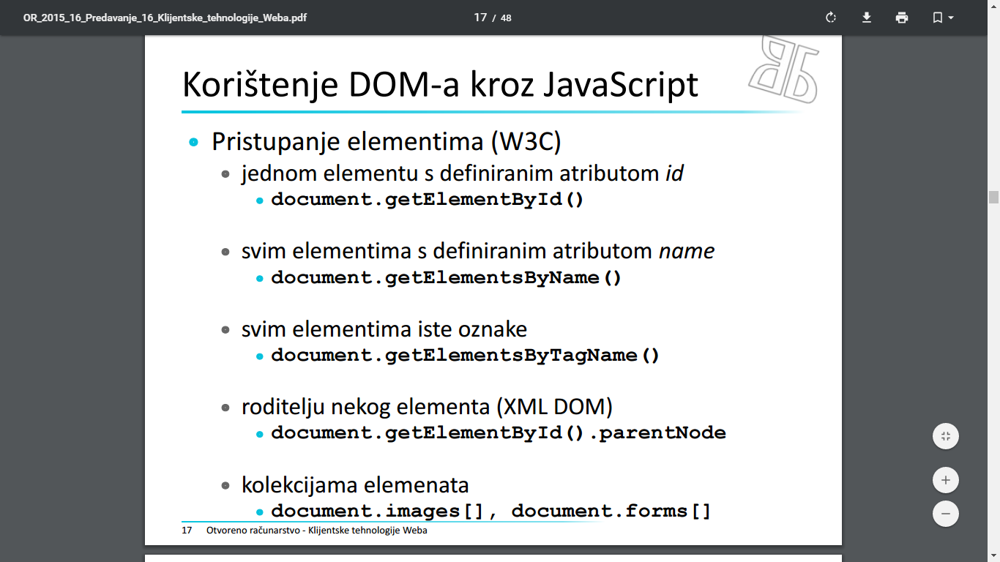 OR_2015_16_Predavanje_16_Klijentske_tehnologije_Weba.pdf
17 / 48
Korištenje DOM-a kroz JavaScript
Pristupanje elementima (W3C)
jednom elementu s definiranim atributom id
document.getElementById()
svim elementima s definiranim atributom name
document.getElementsByName()
svim elementima iste oznake
document.getElementsByTagName()
roditelju nekog elementa (XML DOM)
document.getElementById().parentNode
kolekcijama elemenata
document.images[], document.forms[]
17 Otvoreno računarstvo - Klijentske tehnologije Weba